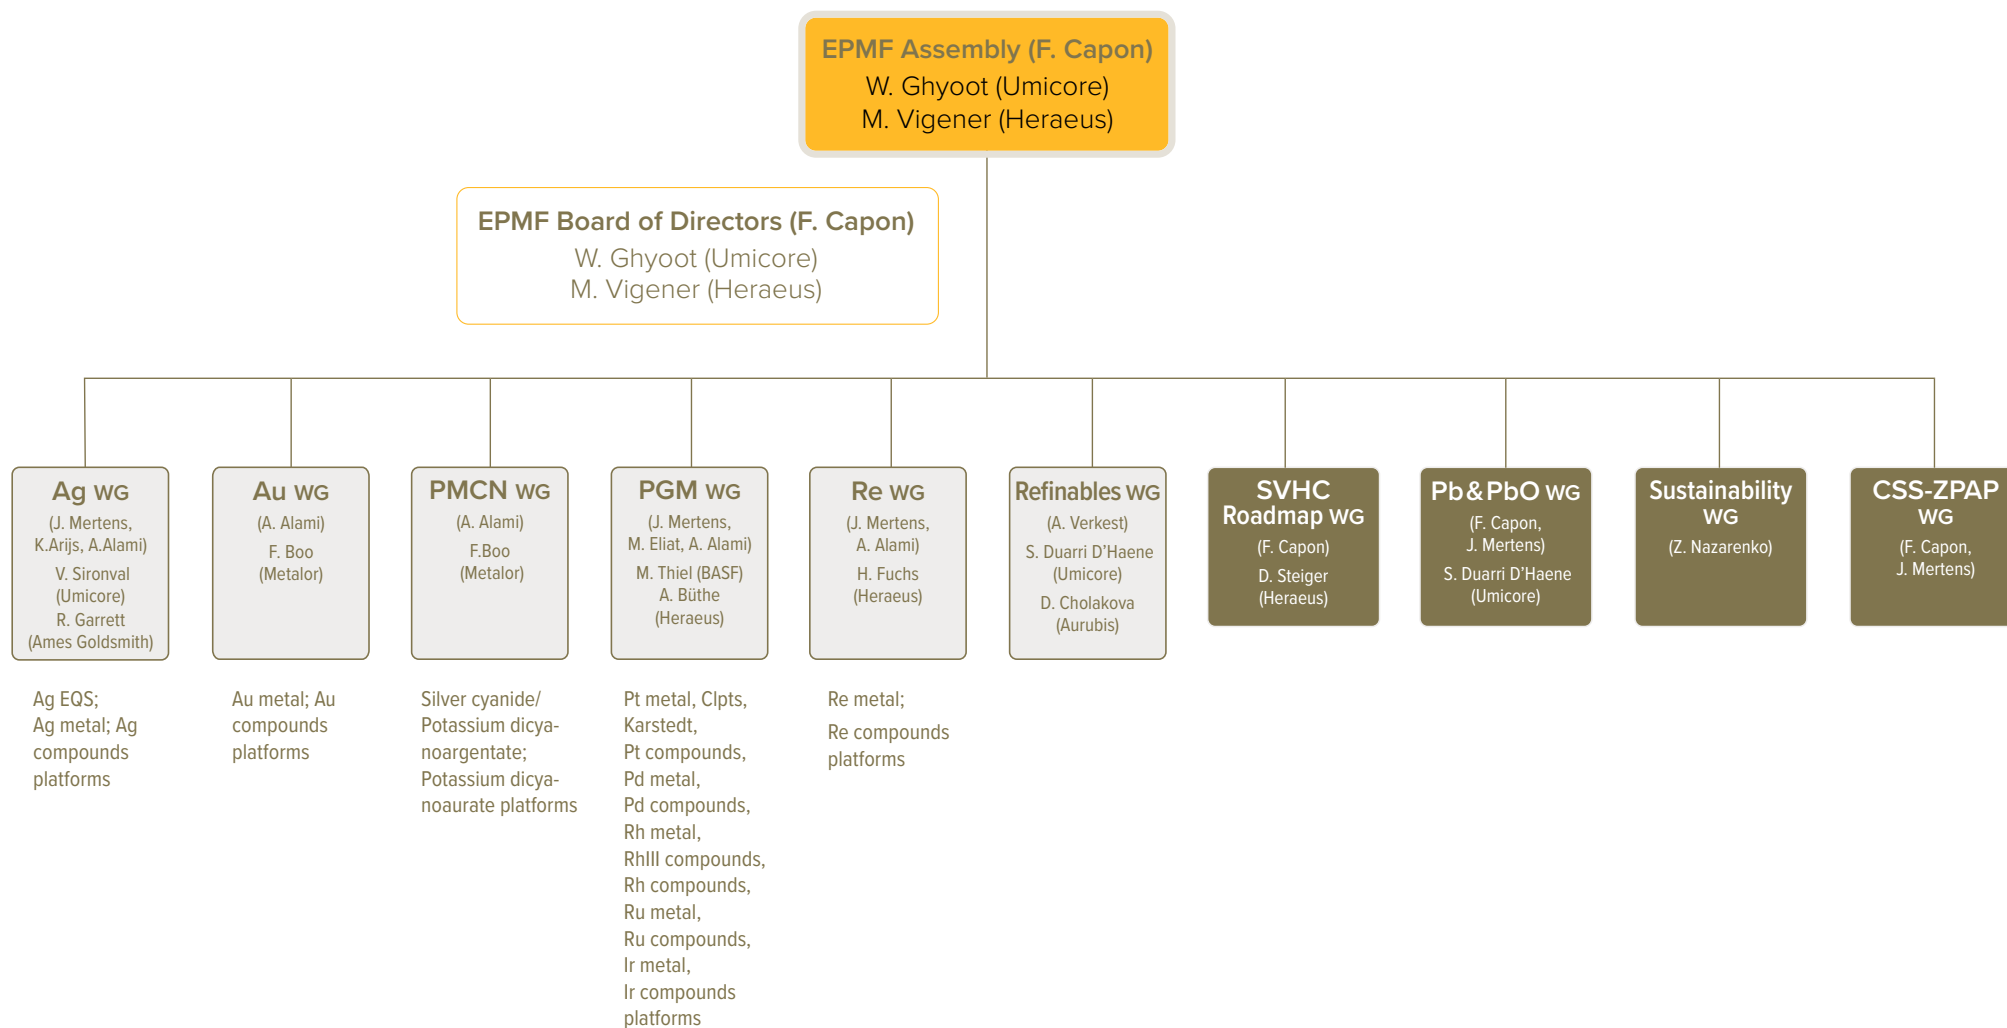 EPMF Assembly (F. Capon)
W. Ghyoot (Umicore)
M. Vigener (Heraeus)
EPMF Board of Directors (F. Capon)
W. Ghyoot (Umicore)
M. Vigener (Heraeus)
Ag WG
(J. Mertens,
K.Arijs, A.Alami)
V. Sironval
(Umicore)
R. Garrett
(Ames Goldsmith)
Au WG
(A. Alami)
F. Boo
(Metalor)
PMCN WG
(A. Alami)
F.Boo
(Metalor)
PGM WG
(J. Mertens,
M. Eliat, A. Alami)
M. Thiel (BASF)
A. Büthe
(Heraeus)
Re WG
(J. Mertens,
A. Alami)
H. Fuchs
(Heraeus)
Refinables WG
(A. Verkest)
S. Duarri D'Haene
(Umicore)
D. Cholakova
(Aurubis)
SVHC
Roadmap WG
(F. Capon)
D. Steiger
(Heraeus)
Pb & PbO WG
(F. Capon,
J. Mertens)
S. Duarri D'Haene
(Umicore)
Sustainability
WG
(Z. Nazarenko)
CSS-ZPAP
WG
(F. Capon,
J. Mertens)
Ag EQS;
Ag metal; Ag
compounds
platforms
Au metal; Au
compounds
platforms
Silver cyanide/
Potassium dicya-
noargentate;
Potassium dicya-
noaurate platforms
Pt metal, Clpts,
Karstedt,
Pt compounds,
Pd metal,
Pd compounds,
Rh metal,
RhIII compounds,
Rh compounds,
Ru metal,
Ru compounds,
Ir metal,
Ir compounds
platforms
Re metal;
Re compounds
platforms